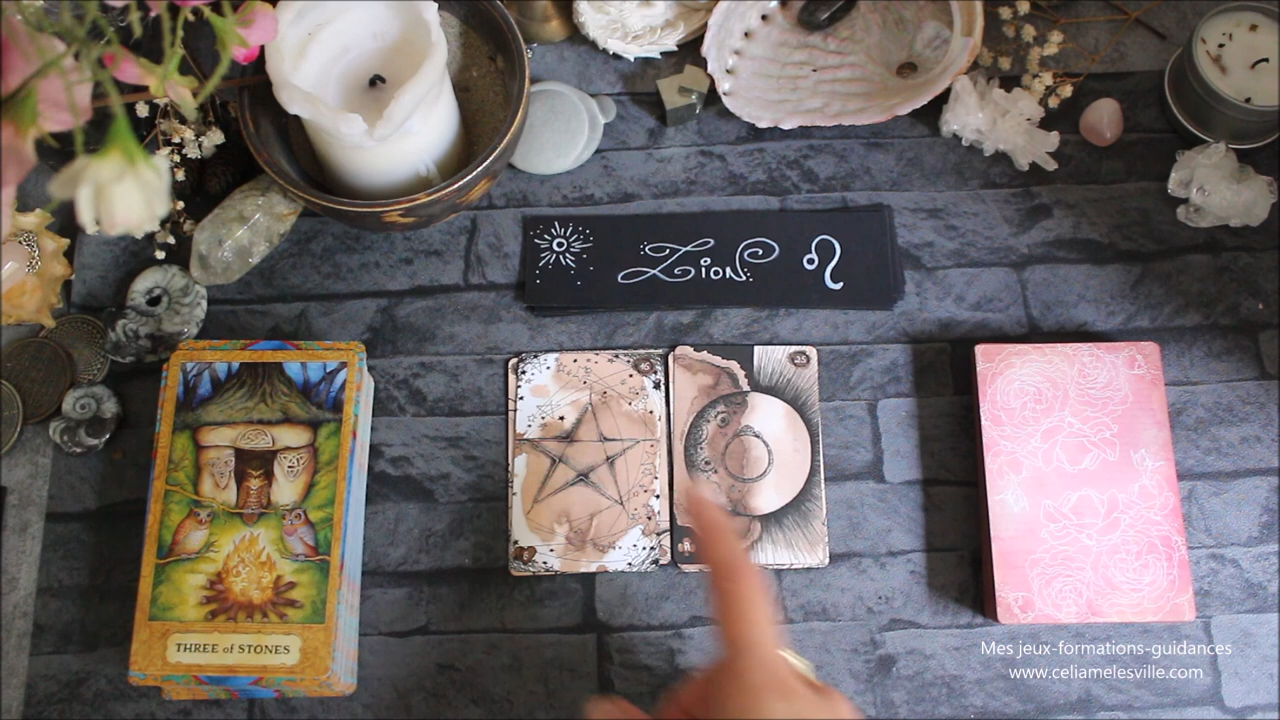 Lion ♌
THREE of STONES
Mes jeux-formations-guidances
www.celiamelesville.com